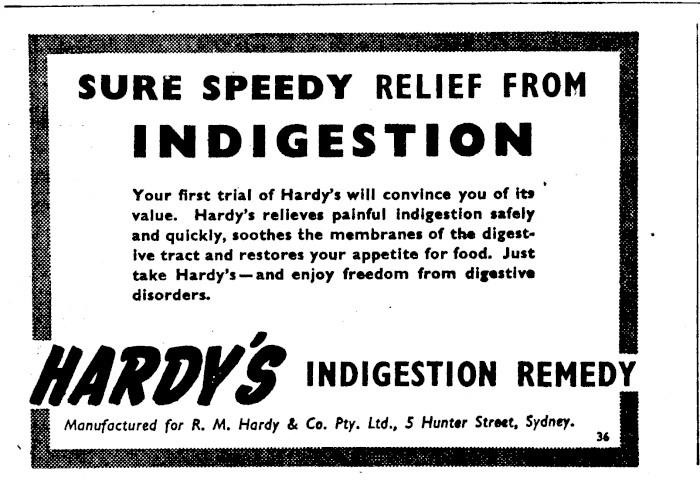 SURE SPEEDY RELIEF FROM
INDIGESTION
Your first trial of Hardy's will convince you of its
value. Hardy's relieves painful indigestion safely
and quickly, soothes the membranes of the digest-
ive tract and restores your appetite for food. Just
take Hardy's—and enjoy freedom from digestive
disorders.
HARDY'S INDIGESTION REMEDY
Manufactured for R. M. Hardy & Co. Pty. Ltd., 5 Hunter Street, Sydney.
36